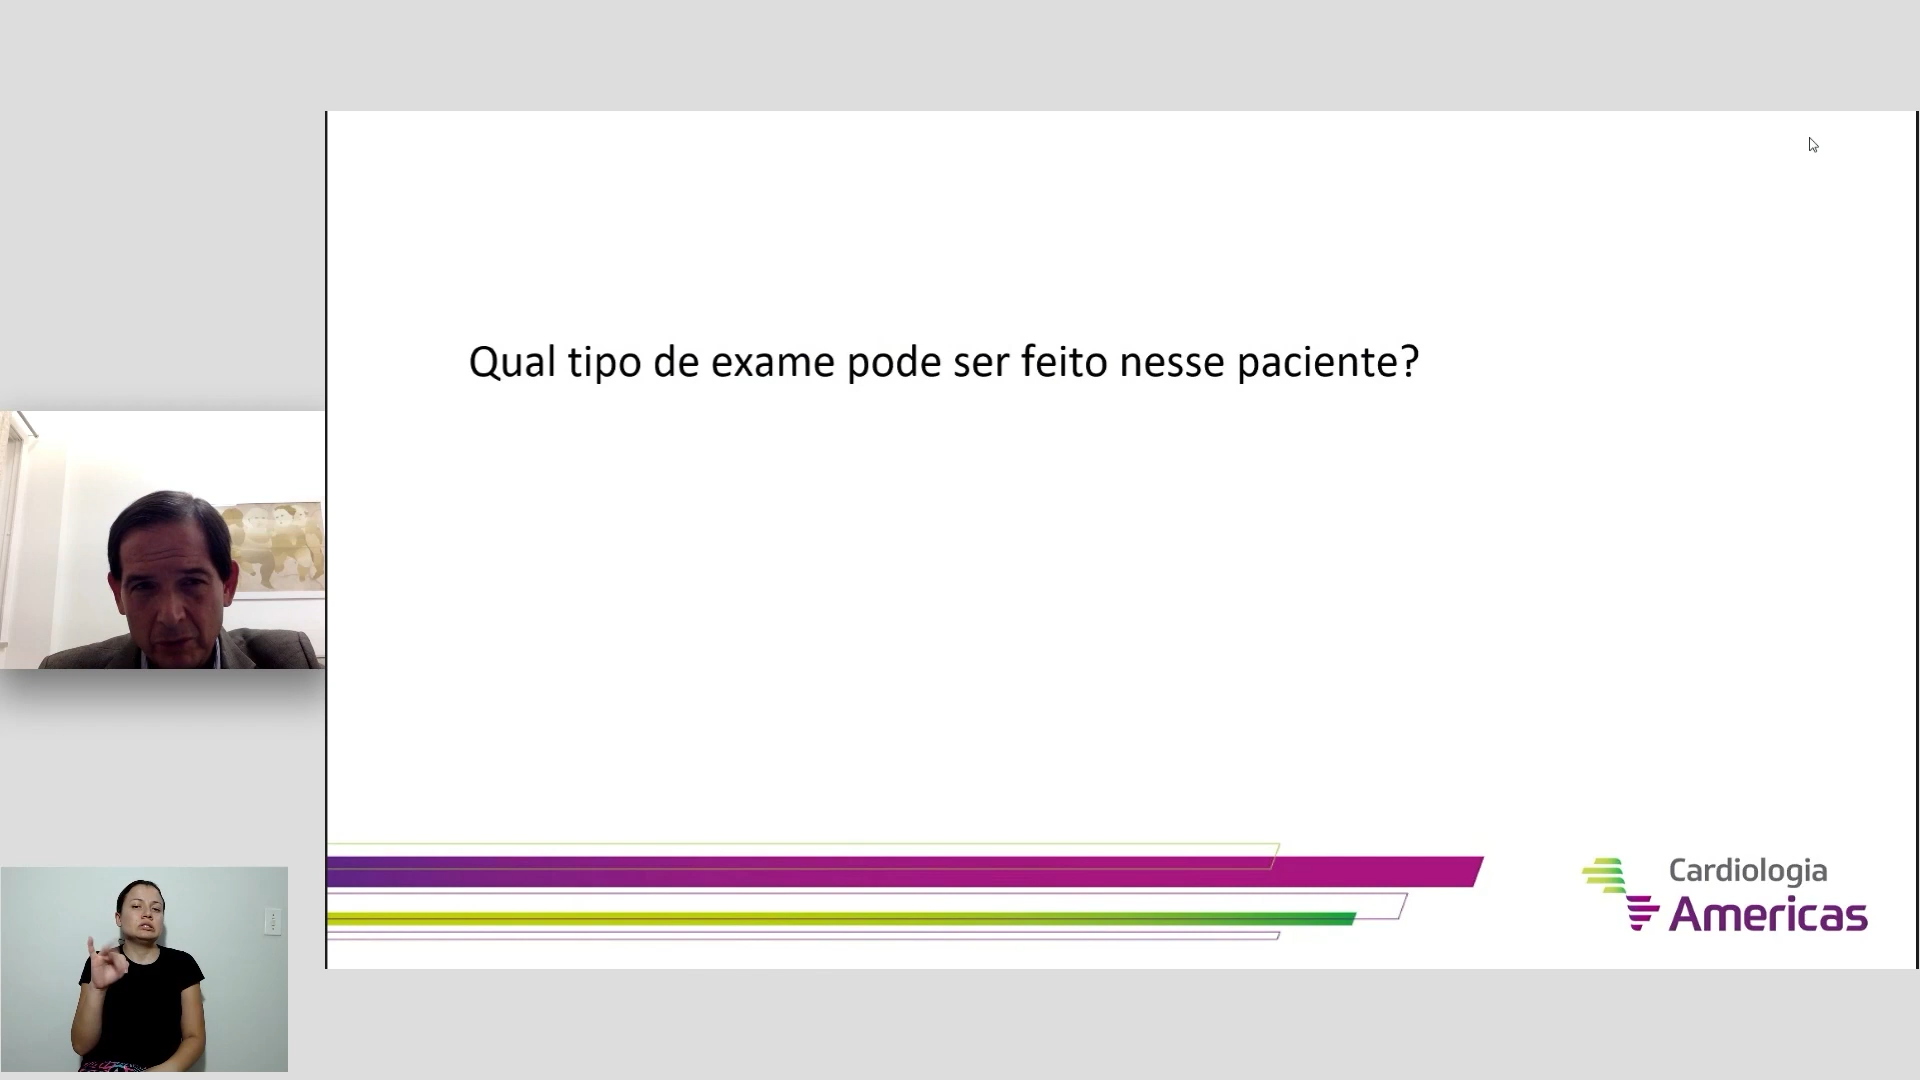 Qual tipo de exame pode ser feito nesse paciente?
Cardiologia
Americas